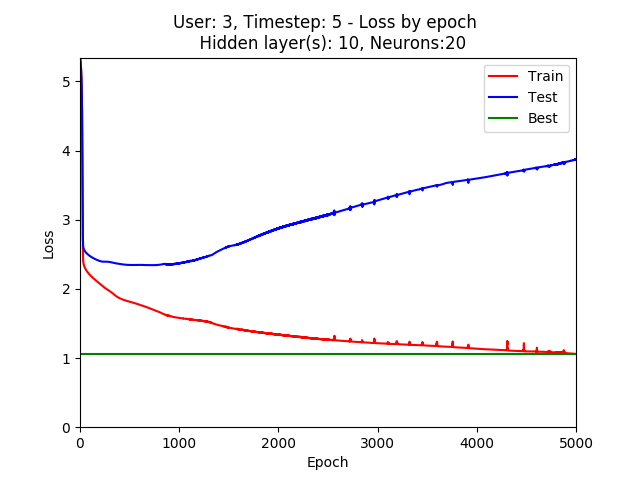 User: 3, Timestep: 5 - Loss by epoch
Hidden layer(s): 10, Neurons:20
Train
Test
Best
5
4
3
2
1
0
Loss
0 1000 2000 3000 4000 5000
Epoch